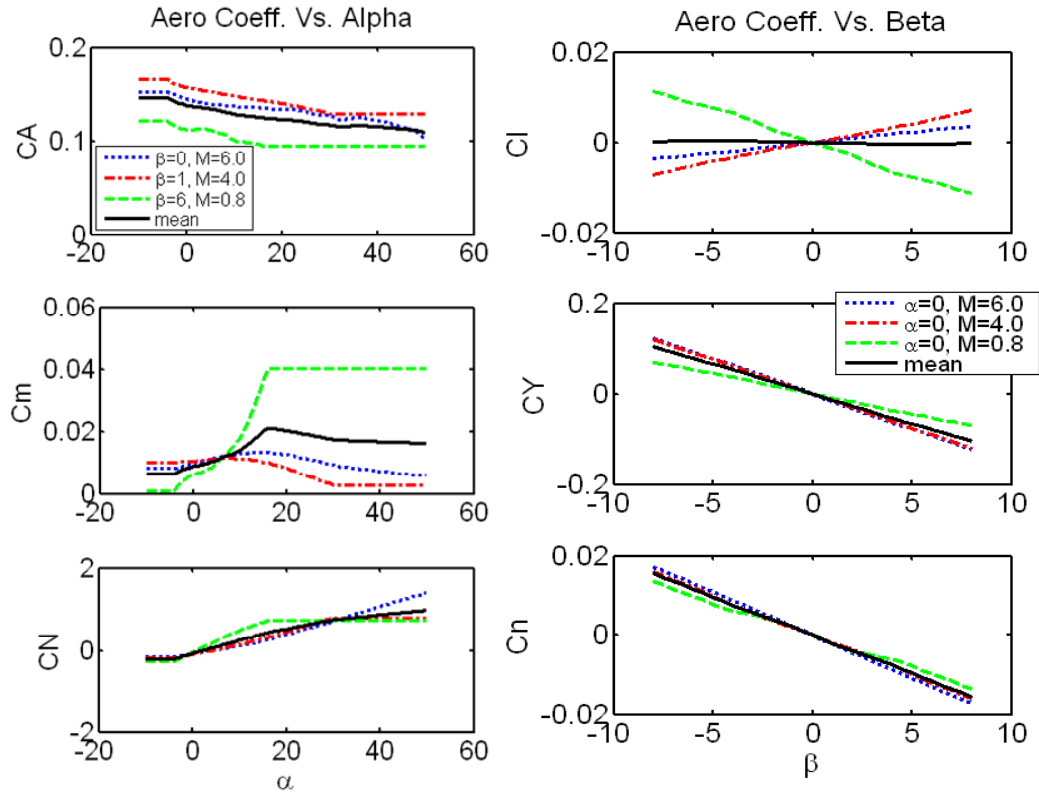 Aero Coeff. Vs. Alpha
CA
0.2
0.1
0
β=0, M=6.0
β=1, M=4.0
β=6, M=0.8
mean
-20 0 20 40 60
Cm
0.06
0.04
0.02
0
-20 0 20 40 60
CN
2
0
-2
-20 0 20 40 60
α
Aero Coeff. Vs. Beta
Cl
0.02
0
-0.02
-10 -5 0 5 10
CY
0.2
0
-0.2
α=0, M=6.0
α=0, M=4.0
α=0, M=0.8
mean
-10 -5 0 5 10
Cn
0.02
0
-0.02
-10 -5 0 5 10
β